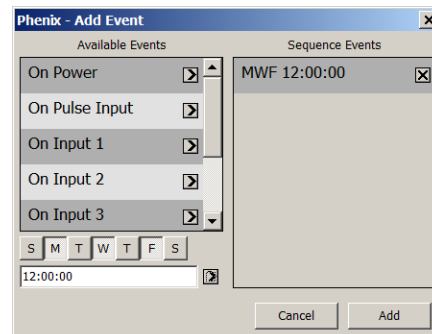 Phenix - Add Event
Available Events
Sequence Events
On Power
MWF 12:00:00
On Pulse Input
On Input 1
On Input 2
On Input 3
S M T W T F S
12:00:00
Cancel
Add